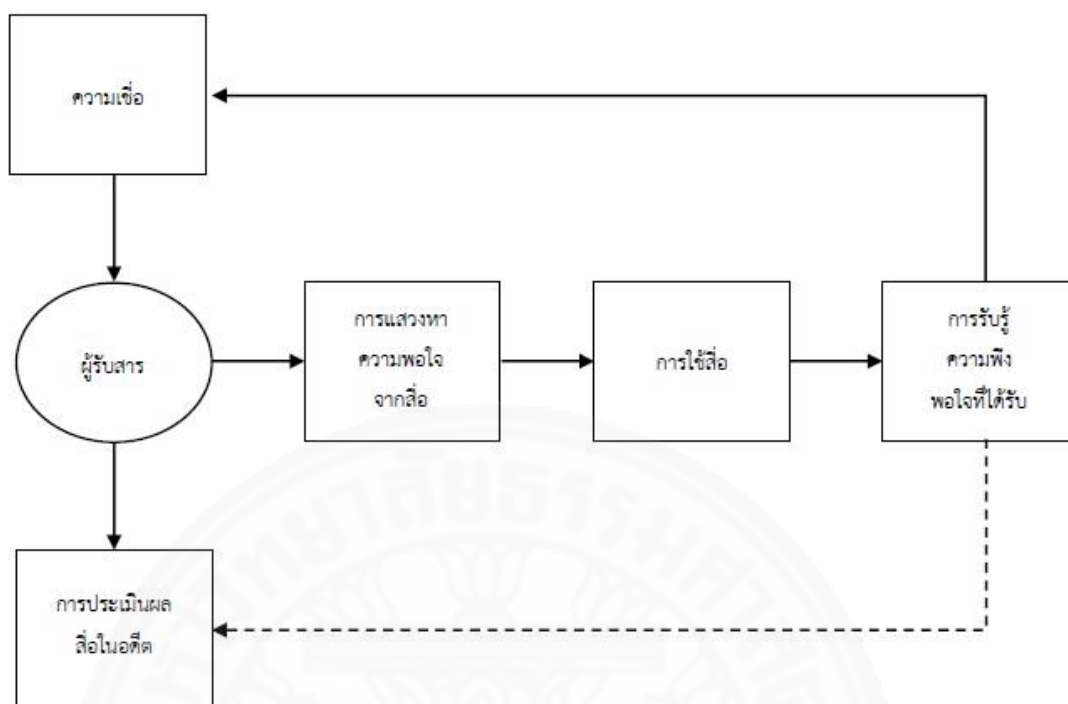 ความเชื่อ
ผู้รับสาร
การแสวงหา
ความพอใจ
จากสื่อ
การใช้สื่อ
การรับรู้
ความพึง
พอใจที่ได้รับ
การประเมินผล
สื่อในอดีต